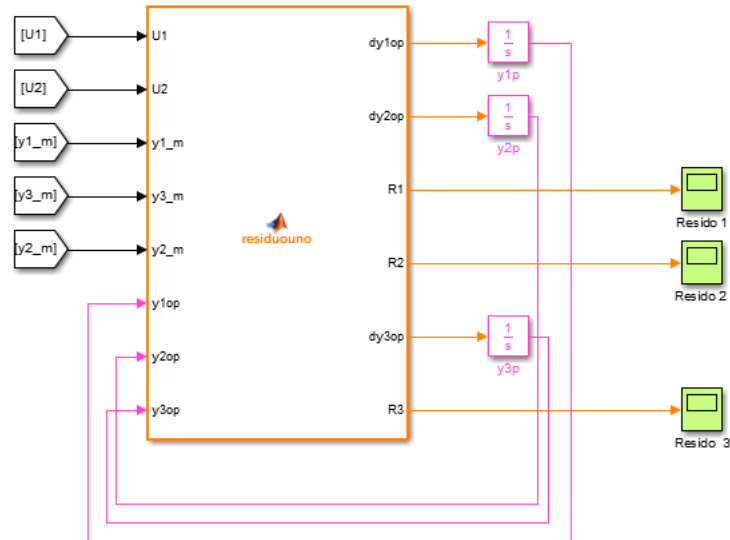 [U1]
U1
dy1op
1
s
y1p
[U2]
U2
dy2op
1
s
y2p
[y1_m]
y1_m
[y3_m]
y3_m
R1
Resido 1
residuouno
[y2_m]
y2_m
R2
Resido 2
y1op
dy3op
1
s
y3p
y2op
y3op
R3
Resido 3